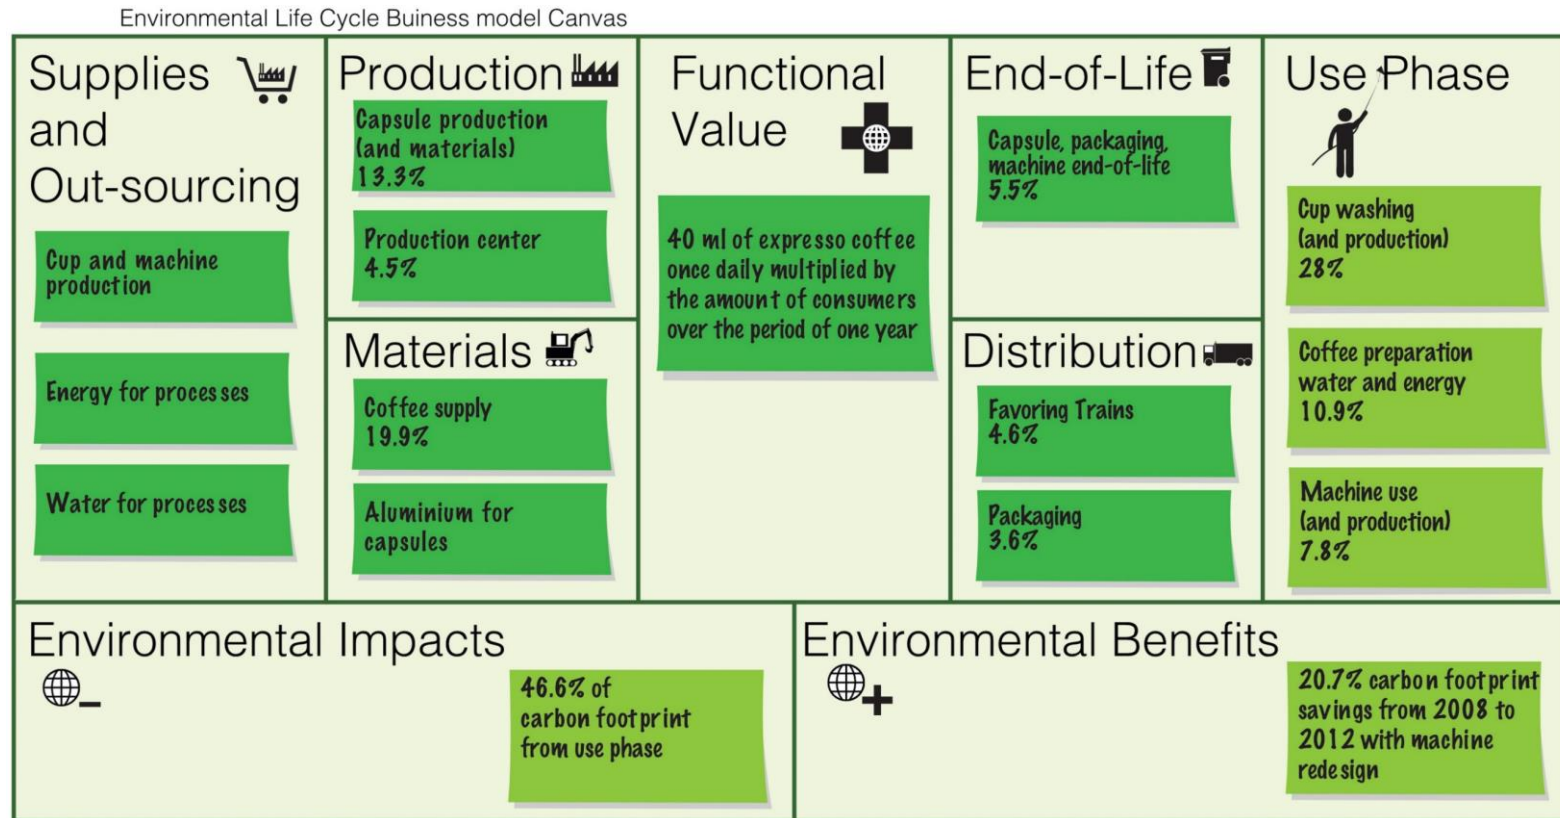 Environmental Life Cycle Buiness model Canvas
Supplies
and
Out-sourcing
Cup and machine
production
Energy for processes
Water for processes
Production
Capsule production
(and materials)
13.3%
Production center
4.5%
Materials
Coffee supply
19.9%
Aluminium for
capsules
Functional
Value
40 ml of expresso coffee
once daily multiplied by
the amount of consumers
over the period of one year
End-of-Life
Capsule, packaging,
machine end-of-life
5.5%
Distribution
Favoring Trains
4.6%
Packaging
3.6%
Use Phase
Cup washing
(and production)
28%
Coffee preparation
water and energy
10.9%
Machine use
(and production)
7.8%
Environmental Impacts
46.6% of
carbon footprint
from use phase
Environmental Benefits
20.7% carbon footprint
savings from 2008 to
2012 with machine
redesign